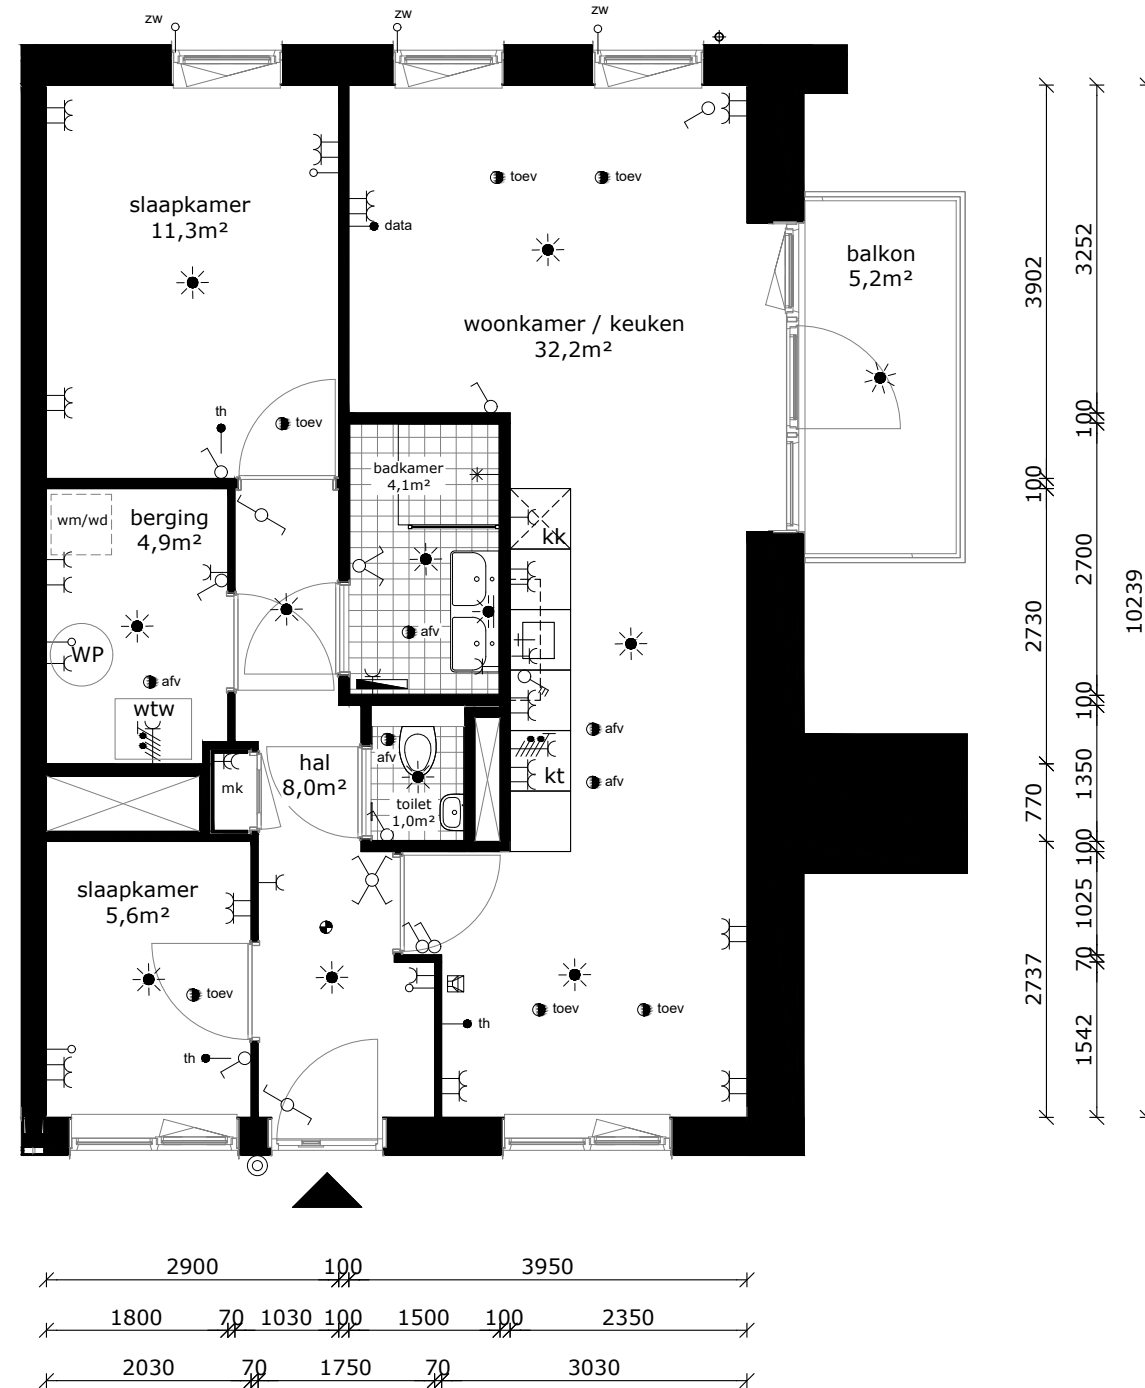 zw
zw
zw
slaapkamer
11,3m²
toev
toev
data
woonkamer / keuken
32,2m²
balkon
5,2m²
th
toev
badkamer
4,1m²
wm/wd
berging
4,9m²
kk
afv
WP
afv
wtw
afv
hal
8,0m²
mk
toilet
1,0m²
kt
afv
afv
slaapkamer
5,6m²
toev
th
toev
toev
th
3902
100
2730
770
2737
3252
100
2700
100
1350
100
1025
70
1542
10239
2900 100 3950
1800 70 1030 100 1500 100 2350
2030 70 1750 70 3030